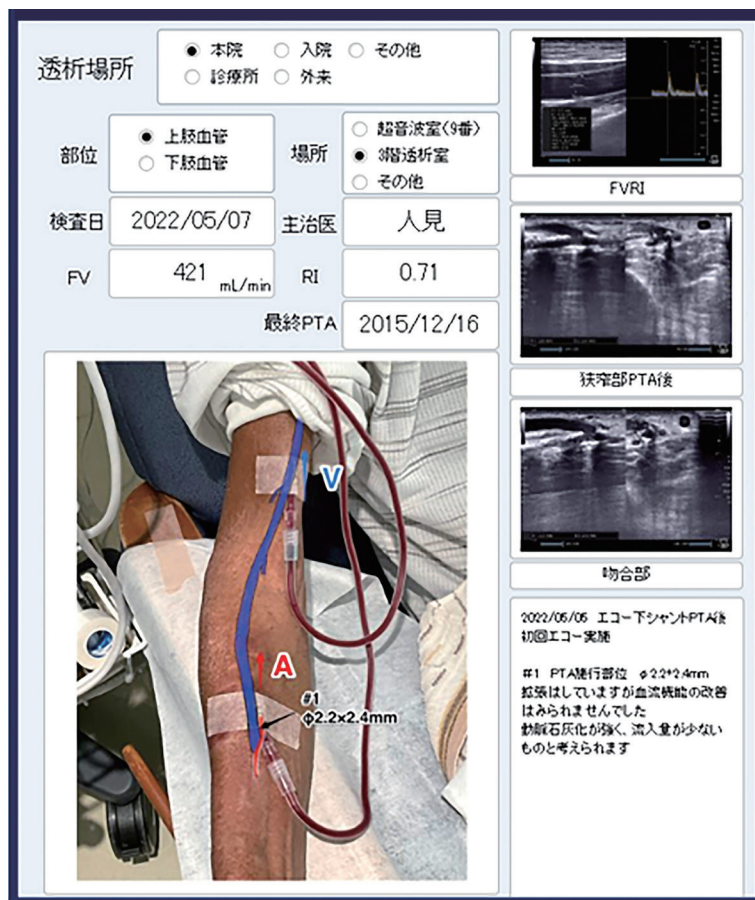 透析場所
本院 入院 その他
診療所 外来
部位
上肢血管
下肢血管
場所
超音波室(9番)
3階透析室
その他
検査日
2022/05/07
主治医
人見
FV
421 mL/min
RI
0.71
最終PTA
2015/12/16
V
A
#1
φ2.2×2.4mm
FVRI
狭窄部PTA後
吻合部
2022/05/05 エコー下シャントPTA後
初回エコー実施
#1 PTA施行部位 φ2.2*2.4mm
拡張はしていますが血流機能の改善
はみられませんでした
動脈石灰化が強く、流入量が少ない
ものと考えられます